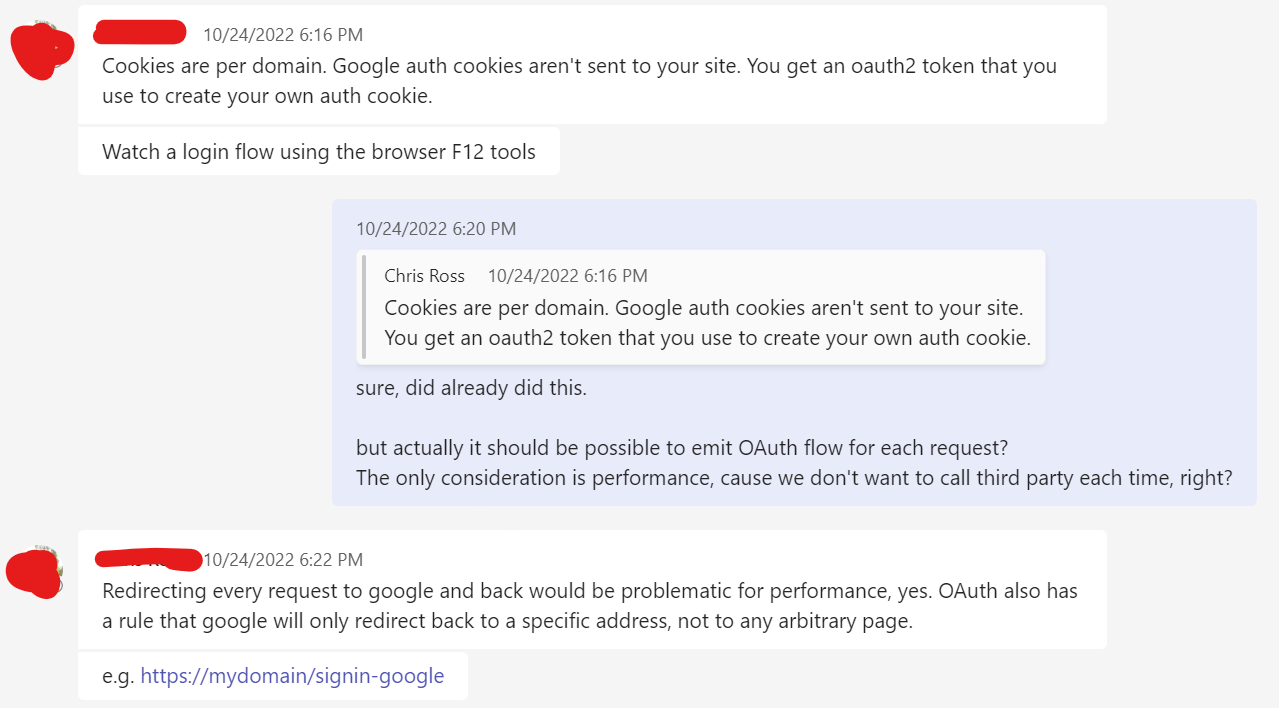 10/24/2022 6:16 PM
Cookies are per domain. Google auth cookies aren't sent to your site. You get an oauth2 token that you
use to create your own auth cookie.
Watch a login flow using the browser F12 tools
10/24/2022 6:20 PM
Chris Ross 10/24/2022 6:16 PM
Cookies are per domain. Google auth cookies aren't sent to your site.
You get an oauth2 token that you use to create your own auth cookie.
sure, did already did this.
but actually it should be possible to emit OAuth flow for each request?
The only consideration is performance, cause we don't want to call third party each time, right?
10/24/2022 6:22 PM
Redirecting every request to google and back would be problematic for performance, yes. OAuth also has
a rule that google will only redirect back to a specific address, not to any arbitrary page.
e.g. https://mydomain/signin-google